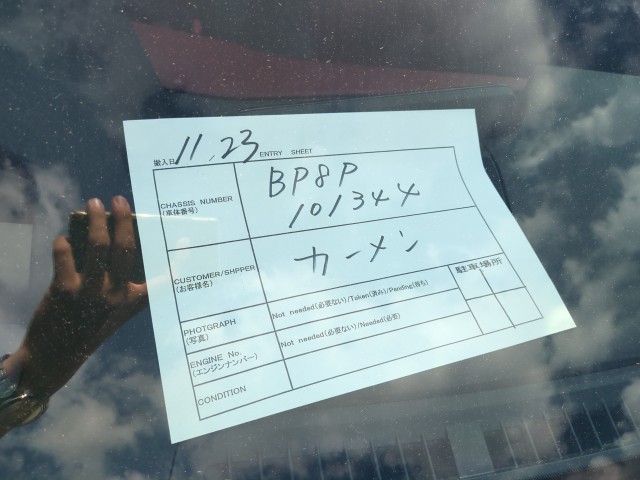 搬入日 11.23 ENTRY SHEET
CHASSIS NUMBER
(車体番号)
BP8P
101344
CUSTOMER/SHPPER
(お客様名)
カーメン
PHOTGRAPH
(写真)
Not needed(必要ない)/Taken(済み)/Pending(待ち)
駐車場所
ENGINE No.
(エンジンナンバー)
Not needed(必要ない)/Needed(必要)
CONDITION